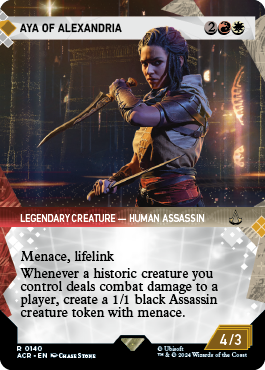 AYA OF ALEXANDRIA 2
LEGENDARY CREATURE — HUMAN ASSASSIN
Menace, lifelink
Whenever a historic creature you
control deals combat damage to a
player, create a 1/1 black Assassin
creature token with menace.
4/3
R 0140
ACR • EN CHASE STONE
© Ubisoft
™ & © 2024 Wizards of the Coast